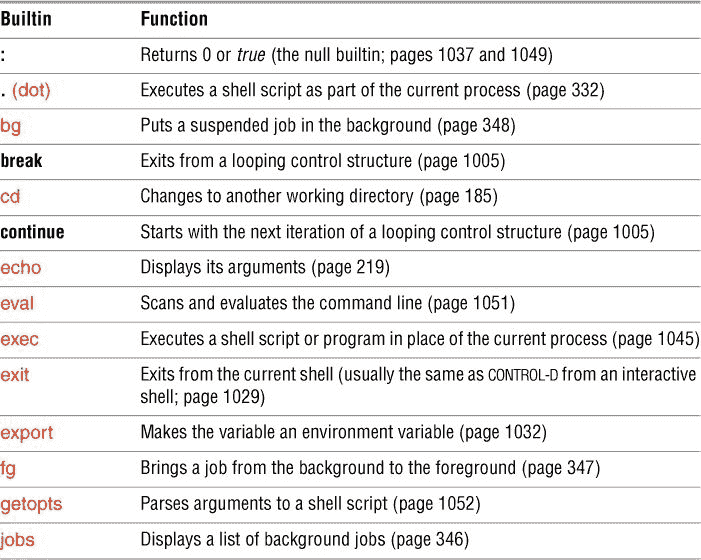 Builtin Function
: Returns 0 or true (the null builtin; pages 1037 and 1049)
. (dot) Executes a shell script as part of the current process (page 332)
bg Puts a suspended job in the background (page 348)
break Exits from a looping control structure (page 1005)
cd Changes to another working directory (page 185)
continue Starts with the next iteration of a looping control structure (page 1005)
echo Displays its arguments (page 219)
eval Scans and evaluates the command line (page 1051)
exec Executes a shell script or program in place of the current process (page 1045)
exit Exits from the current shell (usually the same as CONTROL-D from an interactive
shell; page 1029)
export Makes the variable an environment variable (page 1032)
fg Brings a job from the background to the foreground (page 347)
getopts Parses arguments to a shell script (page 1052)
jobs Displays a list of background jobs (page 346)